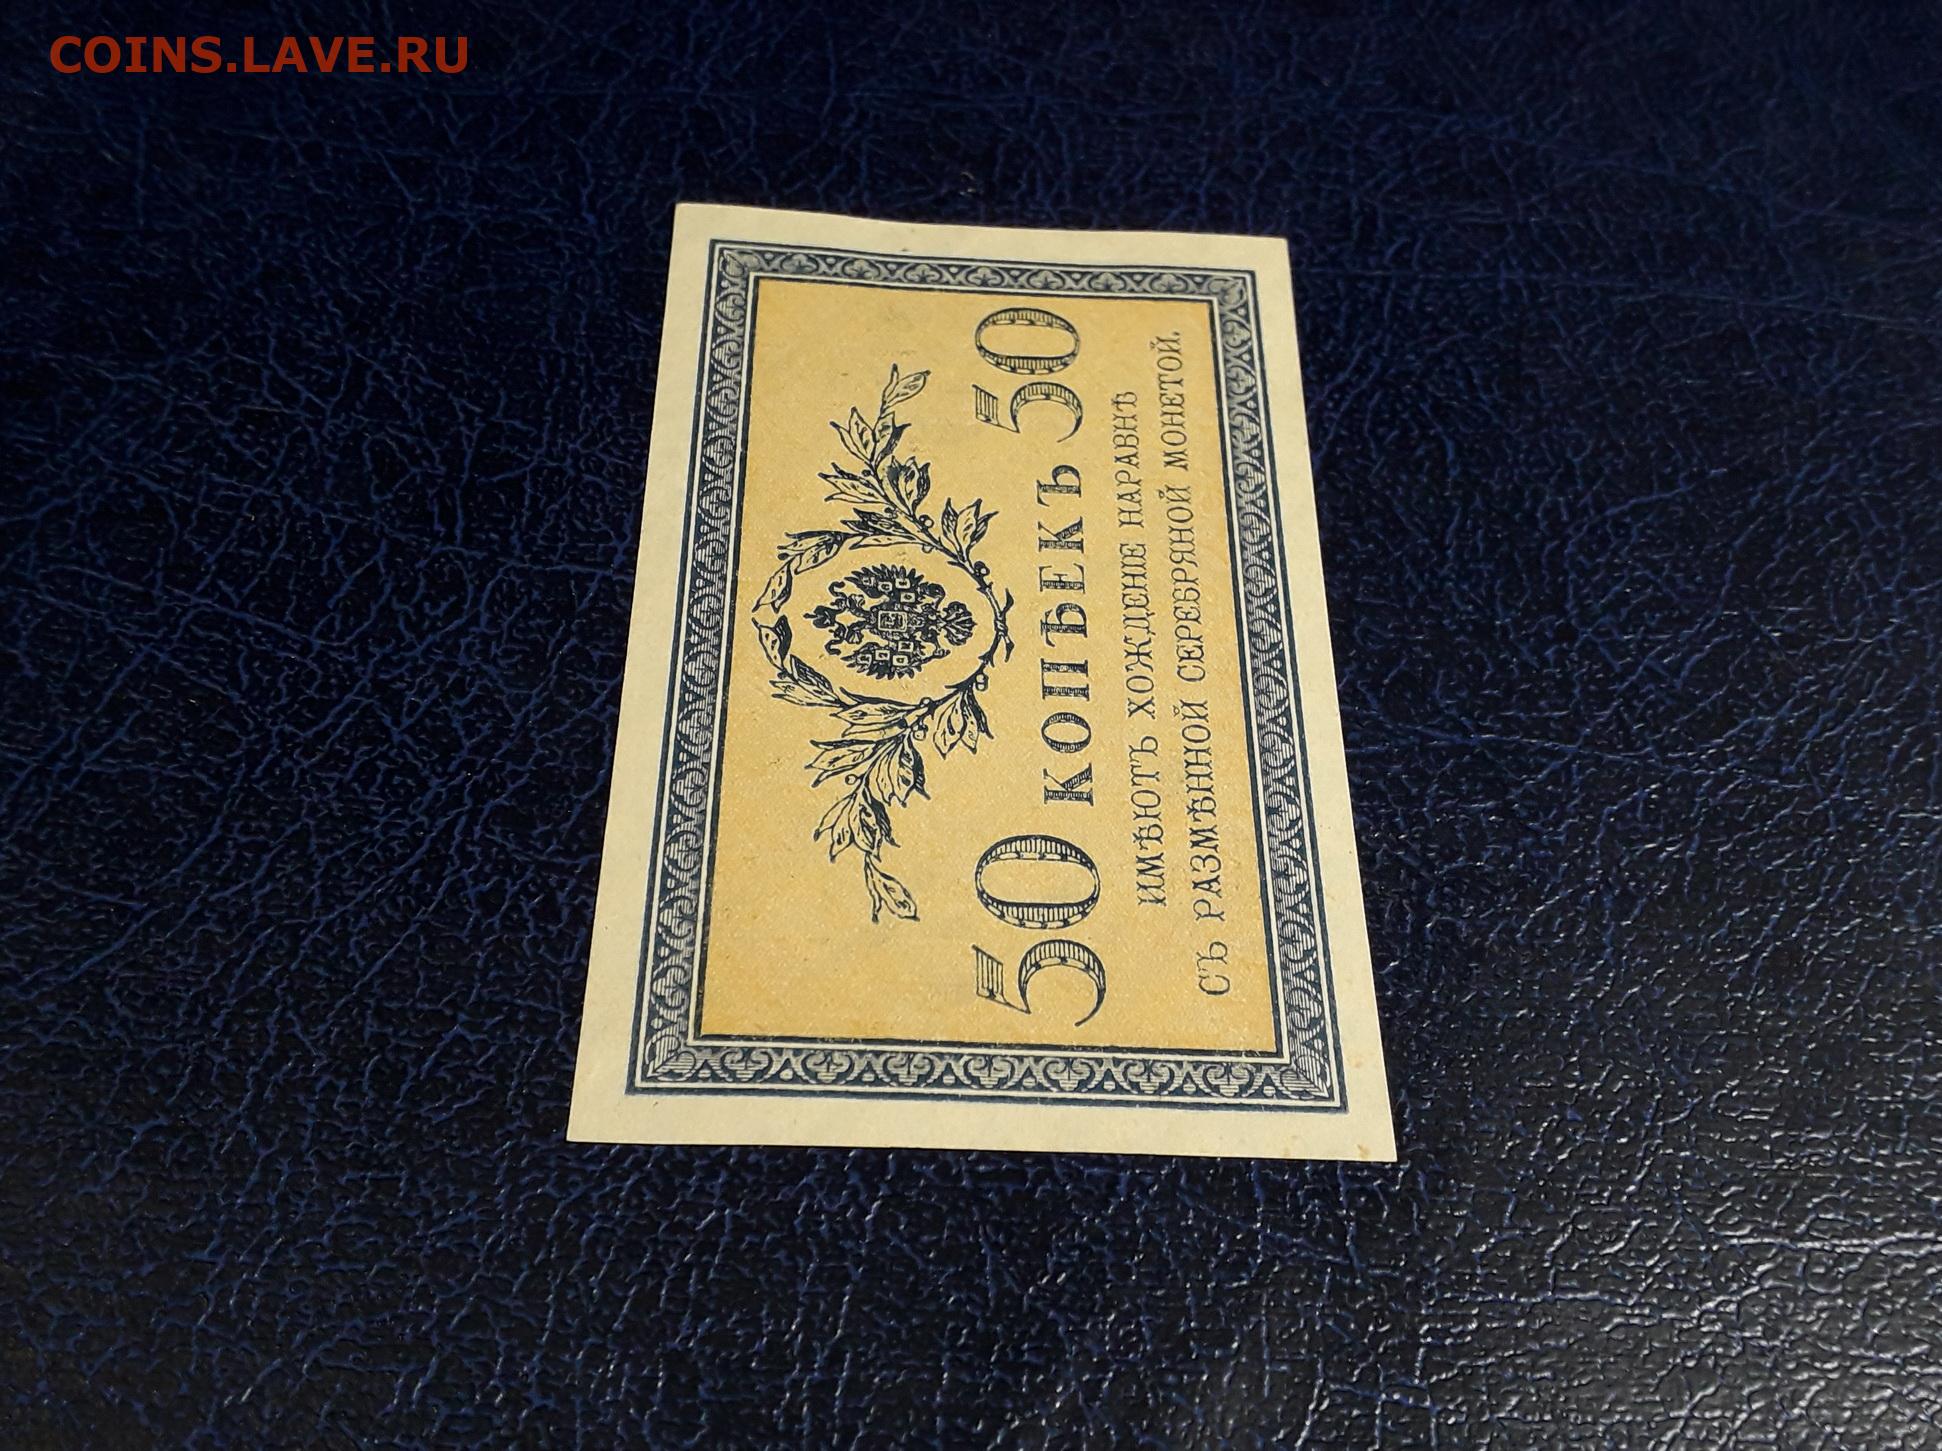 COINS.LAVE.RU
50 КОПѢЕКЪ 50
ИМѢЮТЪ ХОЖДЕНІЕ НАРАВНѢ
СЪ РАЗМѢННОЙ СЕРЕБРЯНОЙ МОНЕТОЙ.